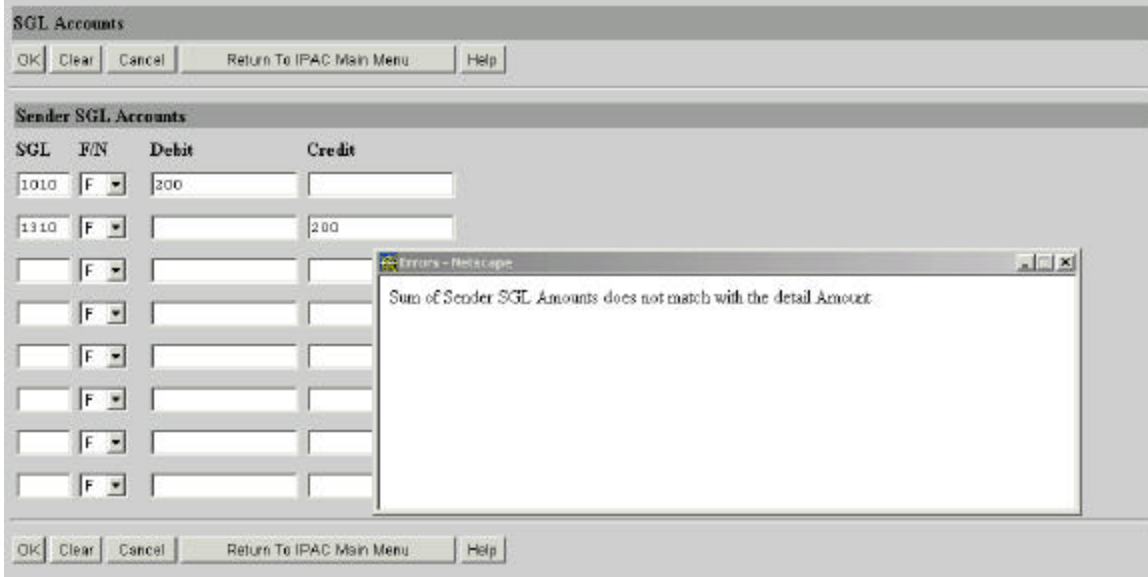 SGL Accounts
OK Clear Cancel Return To IPAC Main Menu Help
Sender SGL Accounts
SGL F/N Debit Credit
1010 F 200
1310 F 200
F
Errors - Netscape
Sum of Sender SGL Amounts does not match with the detail Amount
F
F
F
F
F
OK Clear Cancel Return To IPAC Main Menu Help